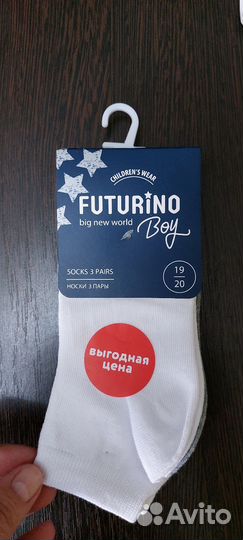 CHILDREN'S WEAR
FUTURiNO
big new world
Boy
SOCKS 3 PAIRS
НОСКИ 3 ПАРЫ
19
20
выгодная
цена
Avito